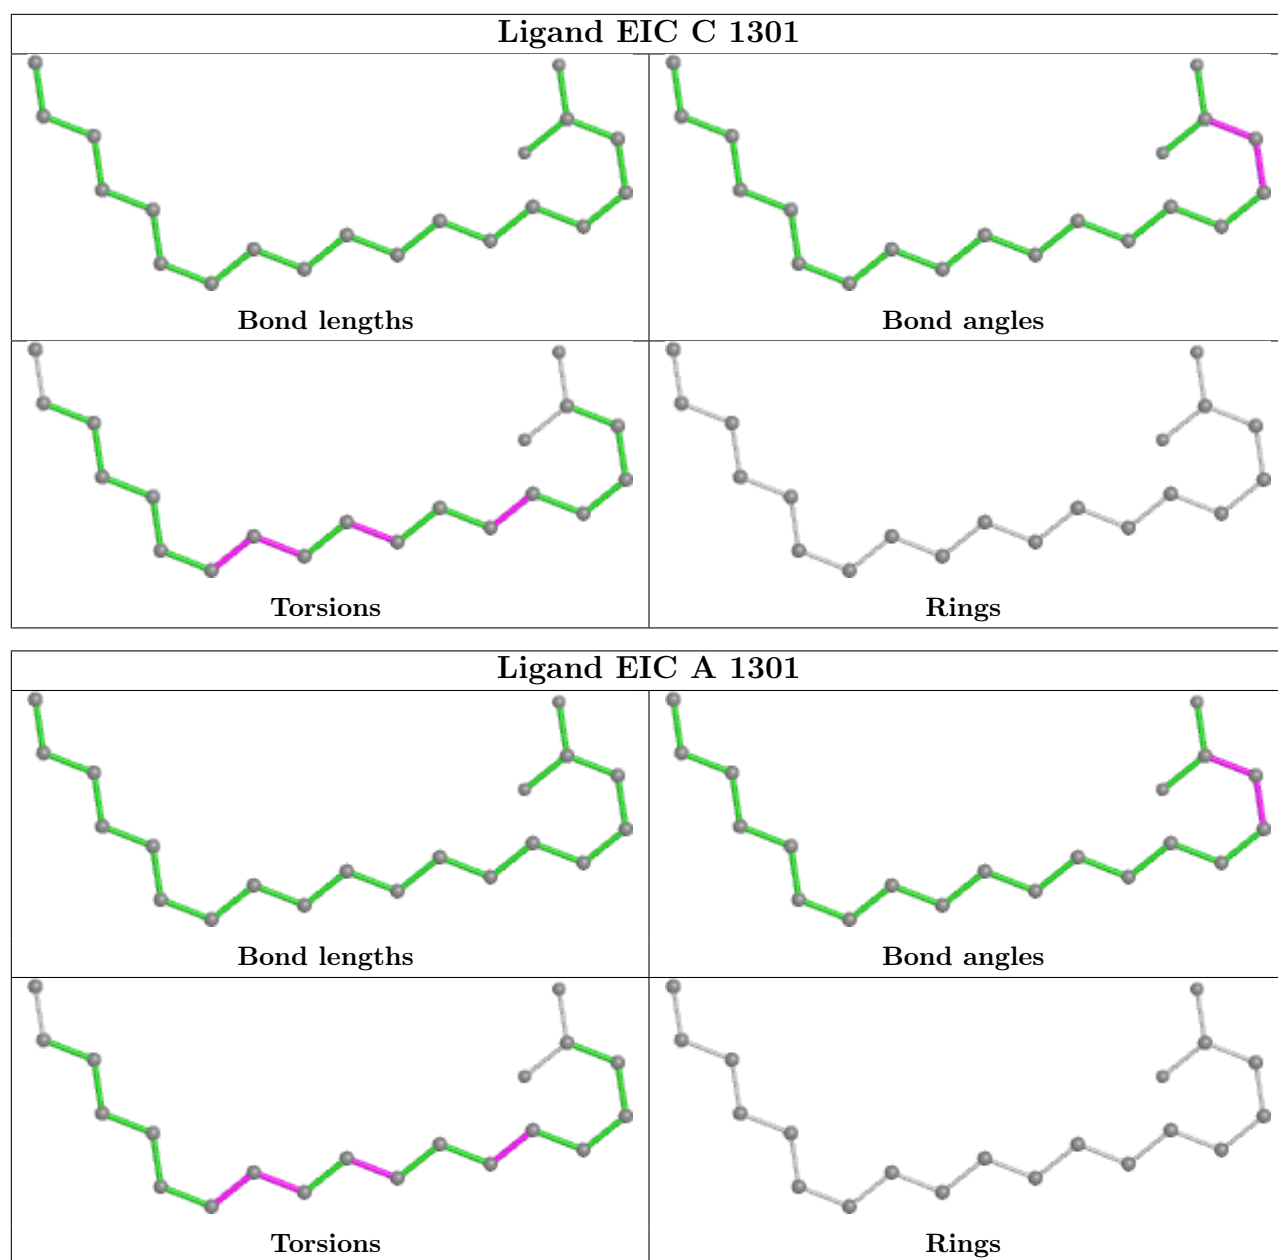 Ligand EIC C 1301
Bond lengths
Bond angles
Torsions
Rings
Ligand EIC A 1301
Bond lengths
Bond angles
Torsions
Rings